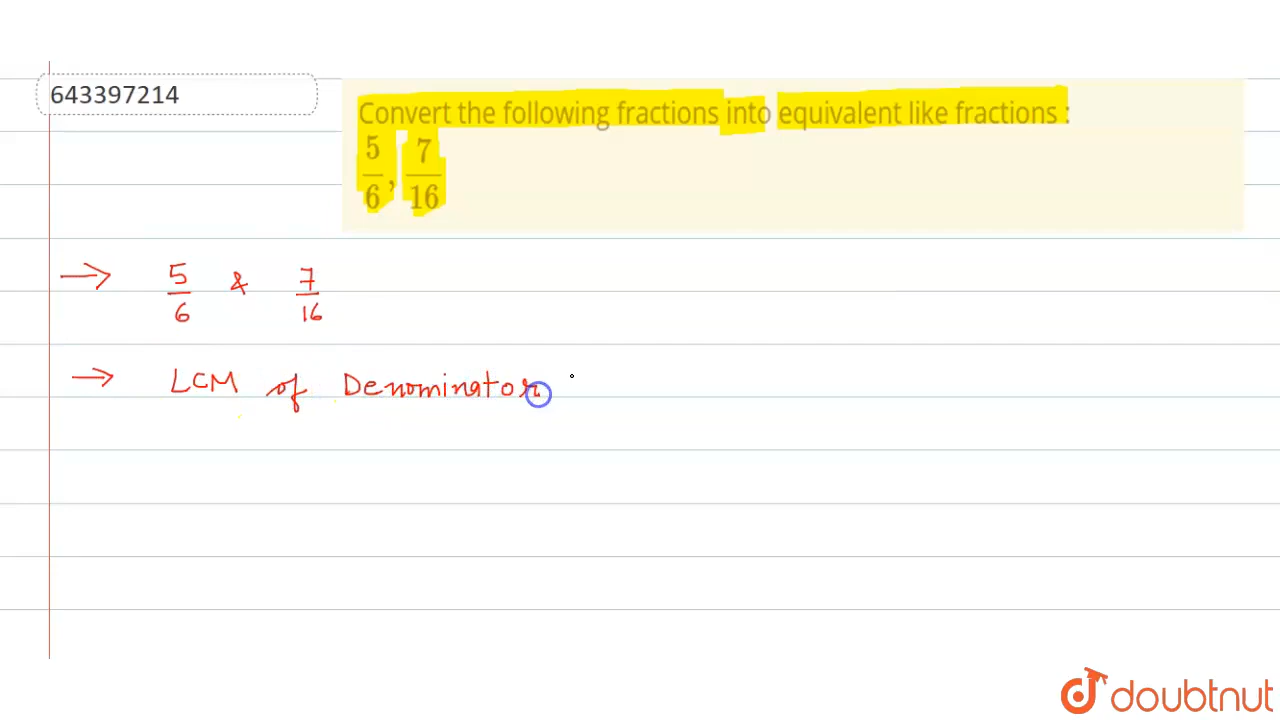 643397214
Convert the following fractions into equivalent like fractions :
5/6, 7/16
→ 5/6 & 7/16
→ LCM of Denominator
doubtnut